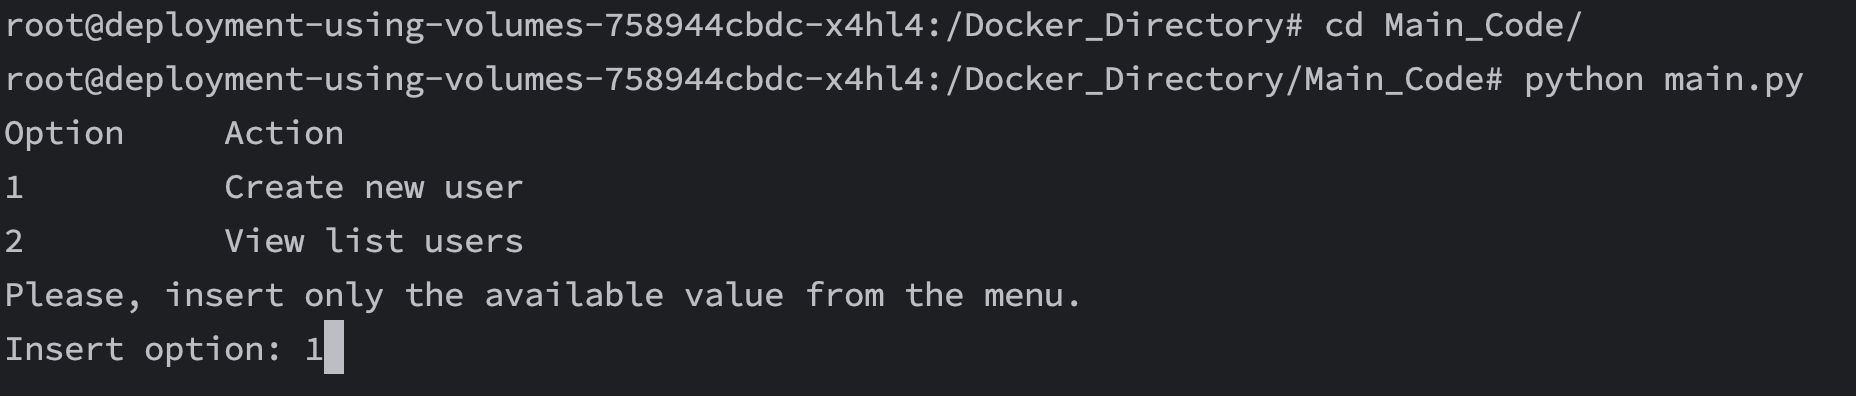 root@deployment-using-volumes-758944cbdc-x4hl4:/Docker_Directory# cd Main_Code/
root@deployment-using-volumes-758944cbdc-x4hl4:/Docker_Directory/Main_Code# python main.py
Option     Action
1          Create new user
2          View list users
Please, insert only the available value from the menu.
Insert option: 1